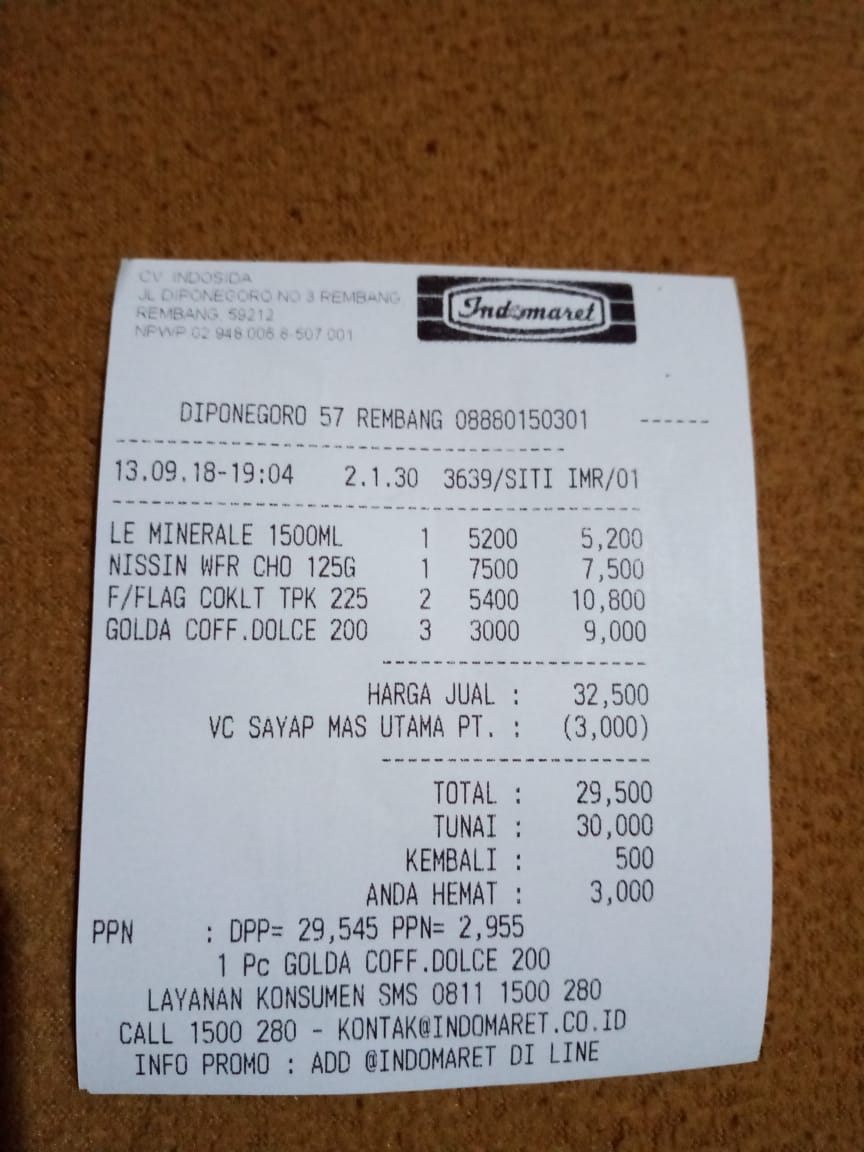 CV INDOSIDA
JL DIPONEGORO NO 3 REMBANG
REMBANG, 59212
NPWP 02 948 006 8-507 001
Indomaret
DIPONEGORO 57 REMBANG 08880150301 ------
13.09.18-19:04 2.1.30 3639/SITI IMR/01
LE MINERALE 1500ML 1 5200 5,200
NISSIN WFR CHO 125G 1 7500 7,500
F/FLAG COKLT TPK 225 2 5400 10,800
GOLDA COFF.DOLCE 200 3 3000 9,000
HARGA JUAL : 32,500
VC SAYAP MAS UTAMA PT. : (3,000)
TOTAL : 29,500
TUNAI : 30,000
KEMBALI : 500
ANDA HEMAT : 3,000
PPN : DPP= 29,545 PPN= 2,955
1 Pc GOLDA COFF.DOLCE 200
LAYANAN KONSUMEN SMS 0811 1500 280
CALL 1500 280 - KONTAK@INDOMARET.CO.ID
INFO PROMO : ADD @INDOMARET DI LINE